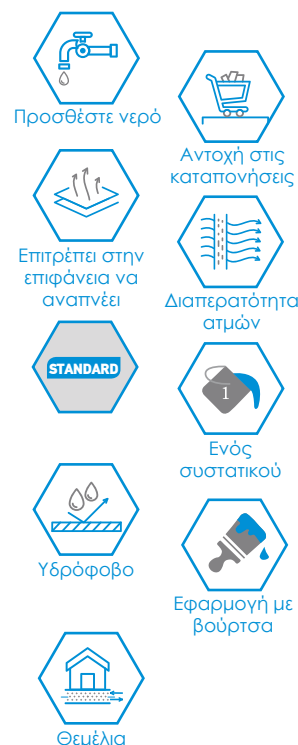 Προσθέστε νερό
Αντοχή στις
καταπονήσεις
Επιτρέπει στην
επιφάνεια να
αναπνέει
Διαπερατότητα
ατμών
STANDARD
1
Ενός
συστατικού
Υδρόφοβο
Εφαρμογή με
βούρτσα
Θεμέλια